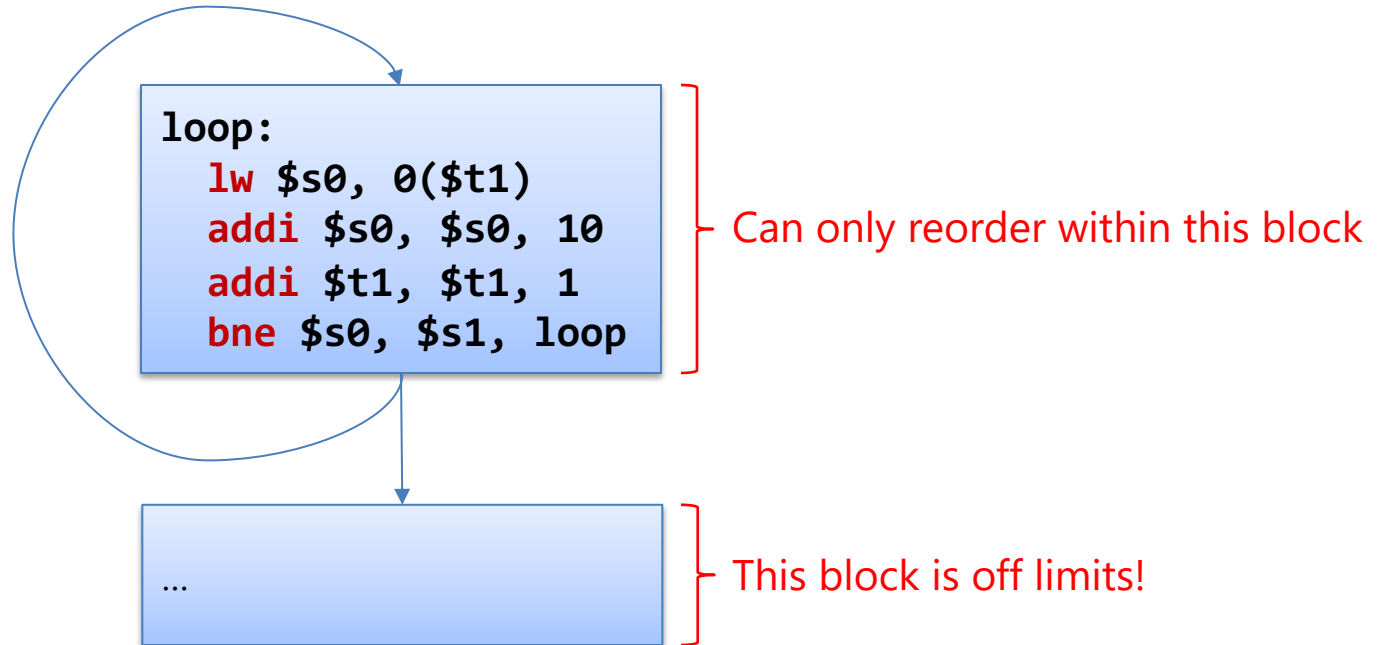 loop:
lw $s0, 0($t1)
addi $s0, $s0, 10
addi $t1, $t1, 1
bne $s0, $s1, loop
Can only reorder within this block
…
This block is off limits!